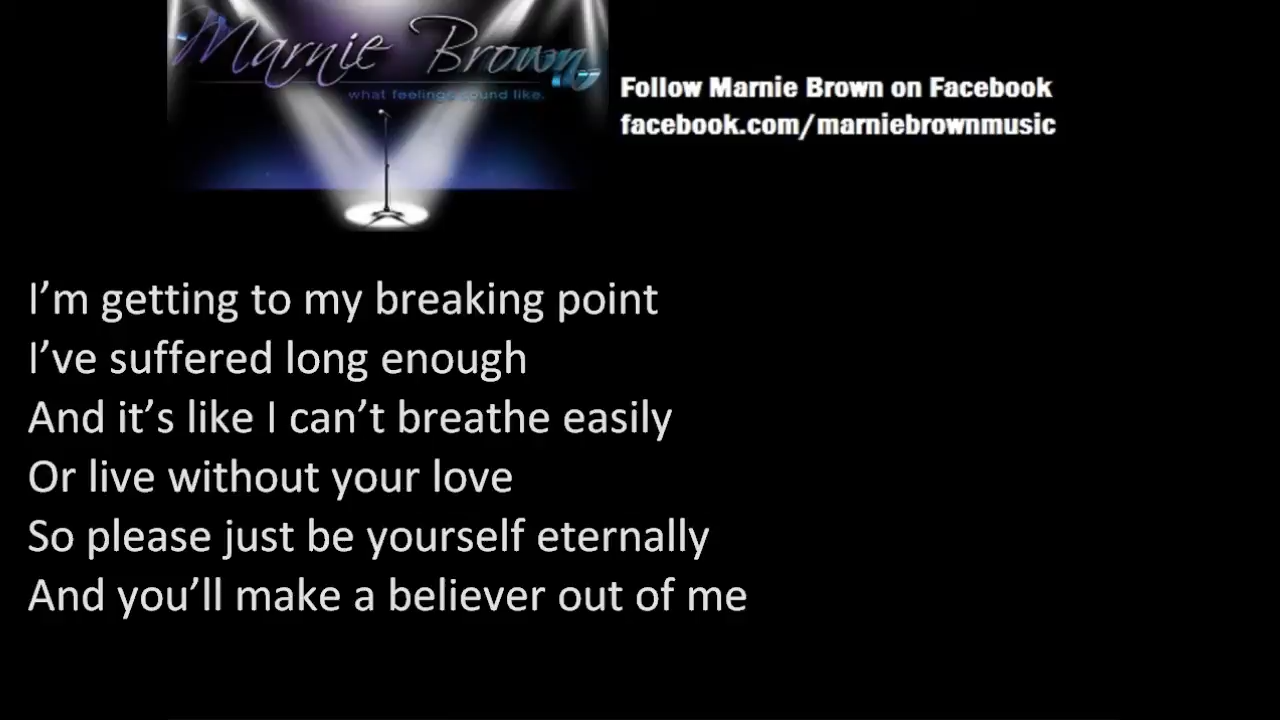 Marnie Brown
what feelings sound like.
Follow Marnie Brown on Facebook
facebook.com/marniebrownmusic
I’m getting to my breaking point
I’ve suffered long enough
And it’s like I can’t breathe easily
Or live without your love
So please just be yourself eternally
And you’ll make a believer out of me